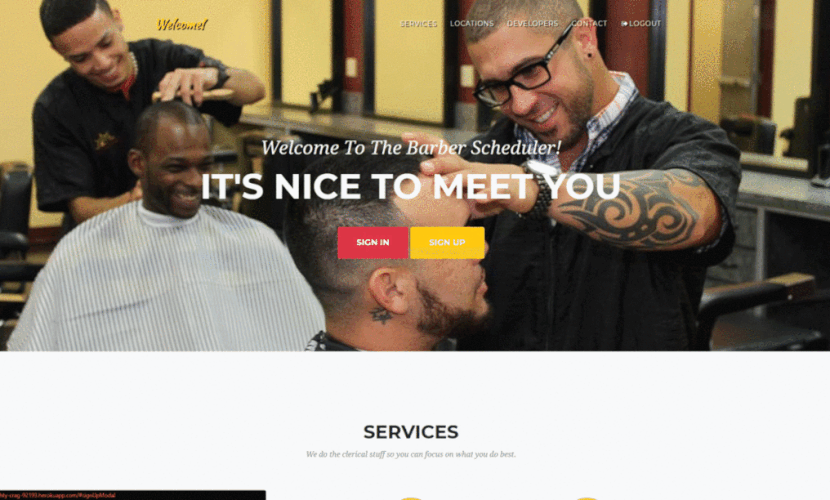 Welcome!
SERVICES LOCATIONS DEVELOPERS CONTACT LOGOUT
Welcome To The Barber Scheduler!
IT'S NICE TO MEET YOU
SIGN IN SIGN UP
SERVICES
We do the clerical stuff so you can focus on what you do best.